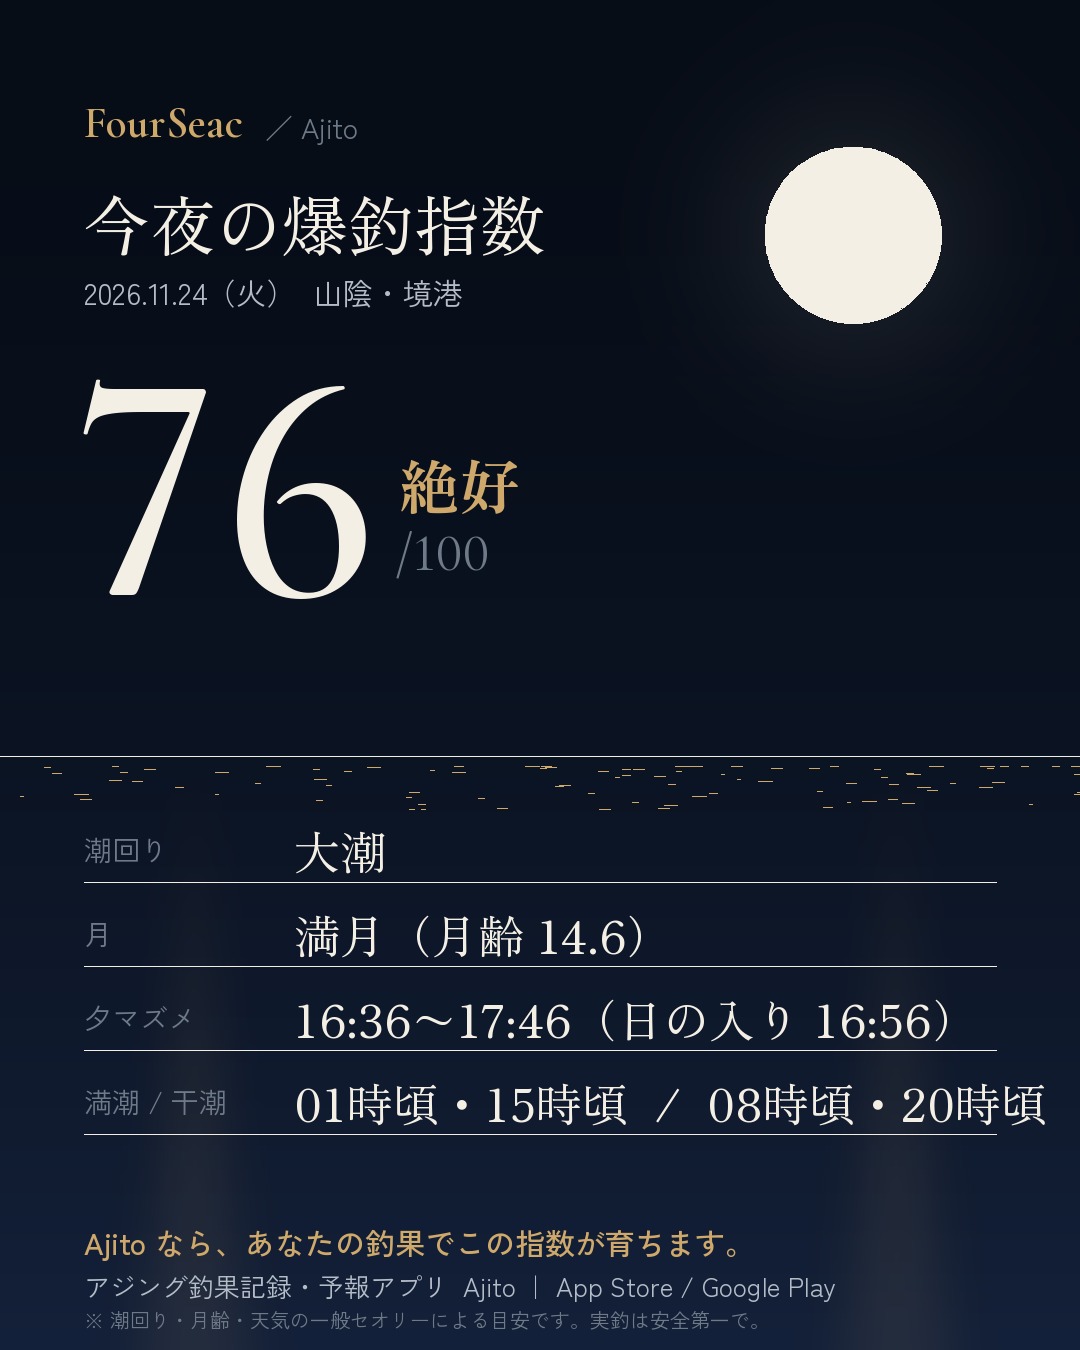 FourSeac ／ Ajito
今夜の爆釣指数
2026.11.24（火） 山陰・境港
76 絶好
/100
潮回り 大潮
月 満月（月齢 14.6）
夕マズメ 16:36〜17:46（日の入り 16:56）
満潮 / 干潮 01時頃・15時頃 ／ 08時頃・20時頃
Ajito なら、あなたの釣果でこの指数が育ちます。
アジング釣果記録・予報アプリ Ajito ｜ App Store / Google Play
※ 潮回り・月齢・天気の一般セオリーによる目安です。実釣は安全第一で。